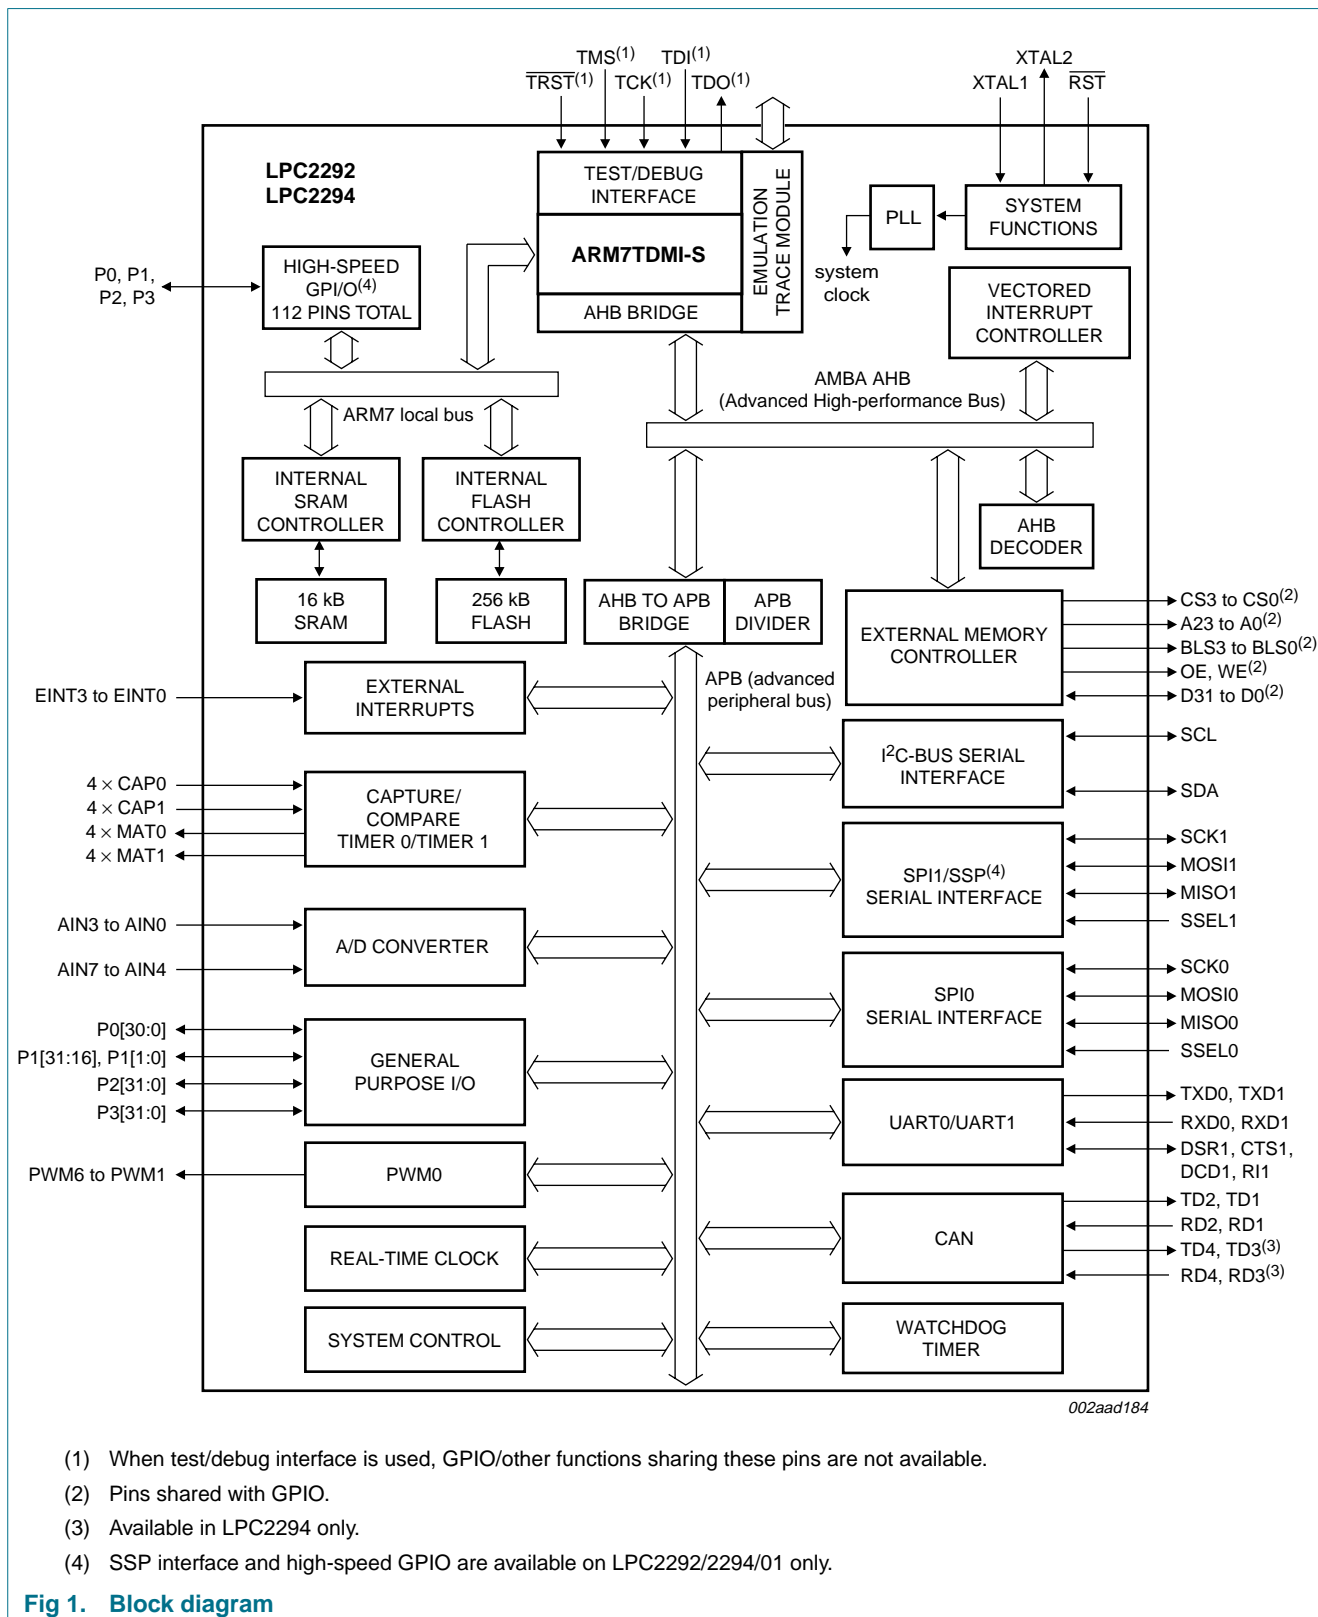 TMS(1) TDI(1)
TRST(1) TCK(1) TDO(1)
XTAL2
XTAL1 RST
LPC2292
LPC2294
TEST/DEBUG
INTERFACE
ARM7TDMI-S
AHB BRIDGE
EMULATION
TRACE MODULE
PLL
SYSTEM
FUNCTIONS
system
clock
P0, P1,
P2, P3
HIGH-SPEED
GPI/O(4)
112 PINS TOTAL
VECTORED
INTERRUPT
CONTROLLER
ARM7 local bus
AMBA AHB
(Advanced High-performance Bus)
INTERNAL
SRAM
CONTROLLER
INTERNAL
FLASH
CONTROLLER
AHB
DECODER
16 kB
SRAM
256 kB
FLASH
AHB TO APB
BRIDGE
APB
DIVIDER
EXTERNAL MEMORY
CONTROLLER
CS3 to CS0(2)
A23 to A0(2)
BLS3 to BLS0(2)
OE, WE(2)
D31 to D0(2)
APB (advanced
peripheral bus)
EINT3 to EINT0
EXTERNAL
INTERRUPTS
I2C-BUS SERIAL
INTERFACE
SCL
SDA
4 × CAP0
4 × CAP1
4 × MAT0
4 × MAT1
CAPTURE/
COMPARE
TIMER 0/TIMER 1
SPI1/SSP(4)
SERIAL INTERFACE
SCK1
MOSI1
MISO1
SSEL1
AIN3 to AIN0
AIN7 to AIN4
A/D CONVERTER
SPI0
SERIAL INTERFACE
SCK0
MOSI0
MISO0
SSEL0
P0[30:0]
P1[31:16], P1[1:0]
P2[31:0]
P3[31:0]
GENERAL
PURPOSE I/O
UART0/UART1
TXD0, TXD1
RXD0, RXD1
DSR1, CTS1,
DCD1, RI1
PWM6 to PWM1
PWM0
CAN
TD2, TD1
RD2, RD1
TD4, TD3(3)
RD4, RD3(3)
REAL-TIME CLOCK
SYSTEM CONTROL
WATCHDOG
TIMER
002aad184
(1) When test/debug interface is used, GPIO/other functions sharing these pins are not available.
(2) Pins shared with GPIO.
(3) Available in LPC2294 only.
(4) SSP interface and high-speed GPIO are available on LPC2292/2294/01 only.
Fig 1. Block diagram